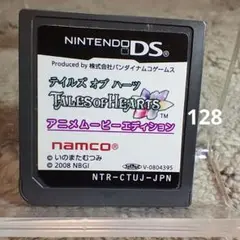 NINTENDO DS
Produced by 株式会社バンダイナムコゲームス
テイルズ オブ ハーツ
TALES OF HEARTS
アニメムービーエディション
128
namco
©いのまたむつみ
V-0804395
©2008 NBGI
NTR-CTUJ-JPN